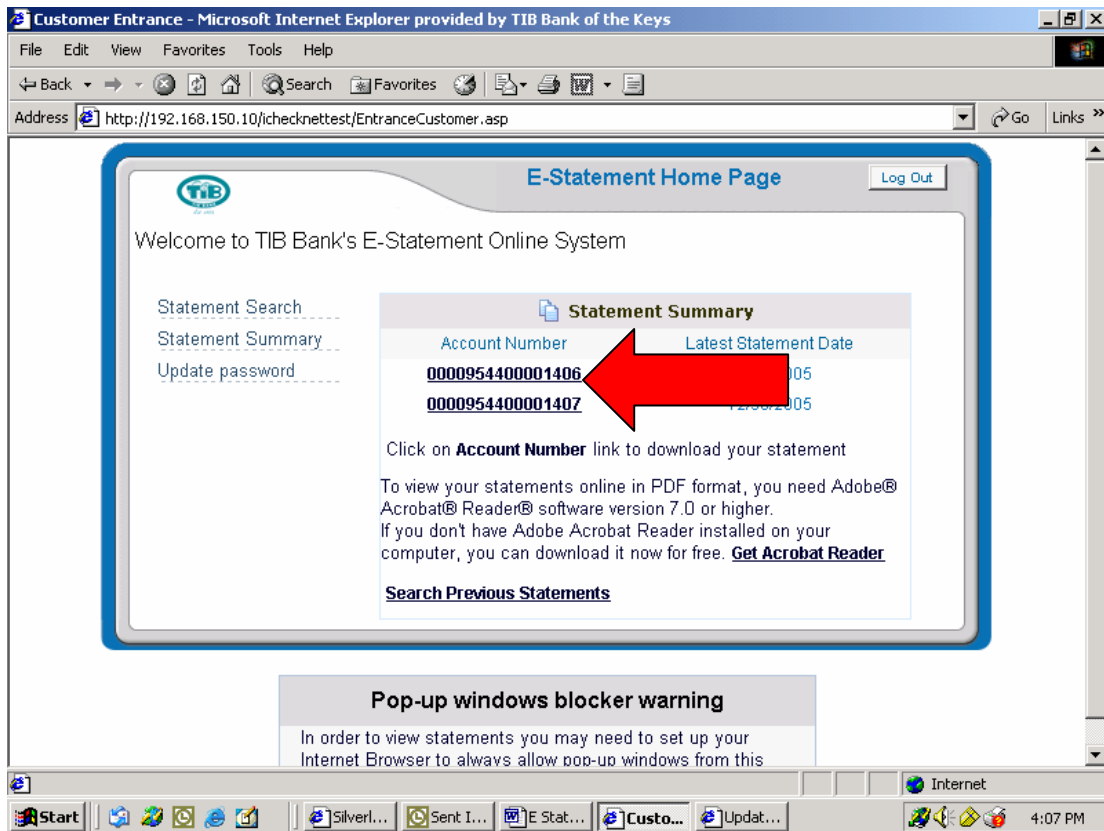 Customer Entrance - Microsoft Internet Explorer provided by TIB Bank of the Keys
File Edit View Favorites Tools Help
Back Search Favorites
Address http://192.168.150.10/ichecknettest/EntranceCustomer.asp Go Links »
TIB
E-Statement Home Page Log Out
Welcome to TIB Bank's E-Statement Online System
Statement Search
Statement Summary
Update password
Statement Summary
Account Number Latest Statement Date
0000954400001406 005
0000954400001407 2005
Click on Account Number link to download your statement
To view your statements online in PDF format, you need Adobe®
Acrobat® Reader® software version 7.0 or higher.
If you don't have Adobe Acrobat Reader installed on your
computer, you can download it now for free. Get Acrobat Reader
Search Previous Statements
Pop-up windows blocker warning
In order to view statements you may need to set up your
Internet Browser to always allow pop-up windows from this
Internet
Start Silverl... Sent I... E Stat... Custo... Updat... 4:07 PM